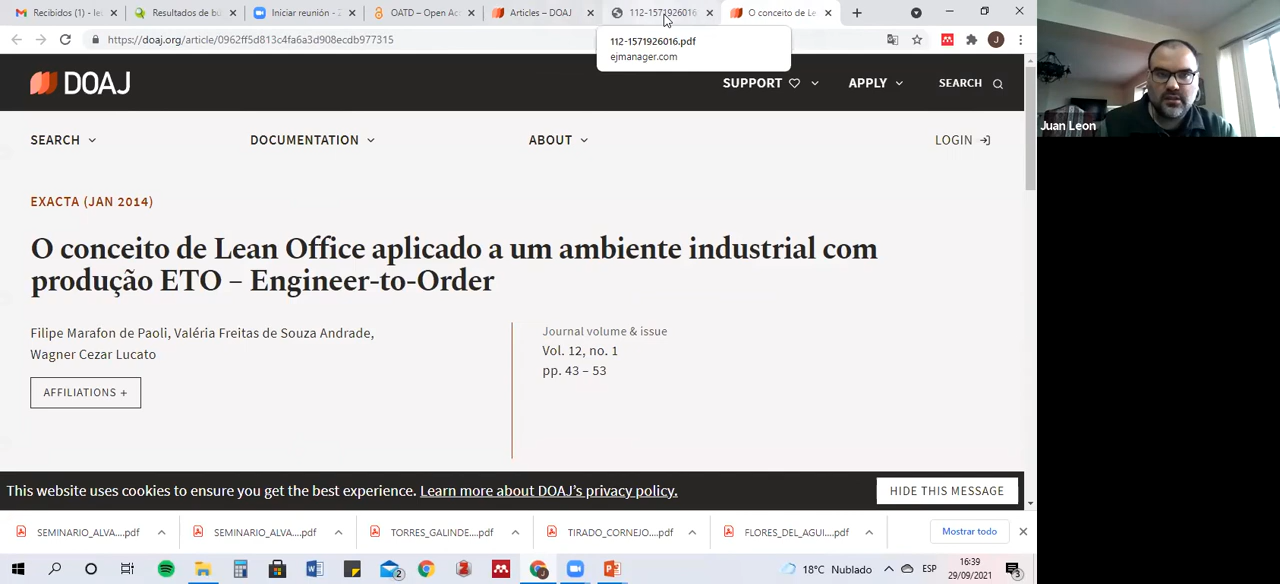 Recibidos (1) - le
Resultados de bú
Iniciar reunión - Z
OATD – Open Acc
Articles – DOAJ
112-1571926016
O conceito de Le
https://doaj.org/article/0962ff5d813c4fa6a3d908ecdb977315
J
112-1571926016.pdf
ejmanager.com
DOAJ
SUPPORT
APPLY
SEARCH
Juan Leon
SEARCH
DOCUMENTATION
ABOUT
LOGIN
EXACTA (JAN 2014)
O conceito de Lean Office aplicado a um ambiente industrial com
produção ETO – Engineer-to-Order
Filipe Marafon de Paoli, Valéria Freitas de Souza Andrade,
Wagner Cezar Lucato
AFFILIATIONS +
Journal volume & issue
Vol. 12, no. 1
pp. 43 – 53
This website uses cookies to ensure you get the best experience. Learn more about DOAJ's privacy policy.
HIDE THIS MESSAGE
SEMINARIO_ALVA....pdf
SEMINARIO_ALVA....pdf
TORRES_GALINDE....pdf
TIRADO_CORNEJO....pdf
FLORES_DEL_AGUI....pdf
Mostrar todo
2
18°C Nublado
ESP
16:39
29/09/2021
3